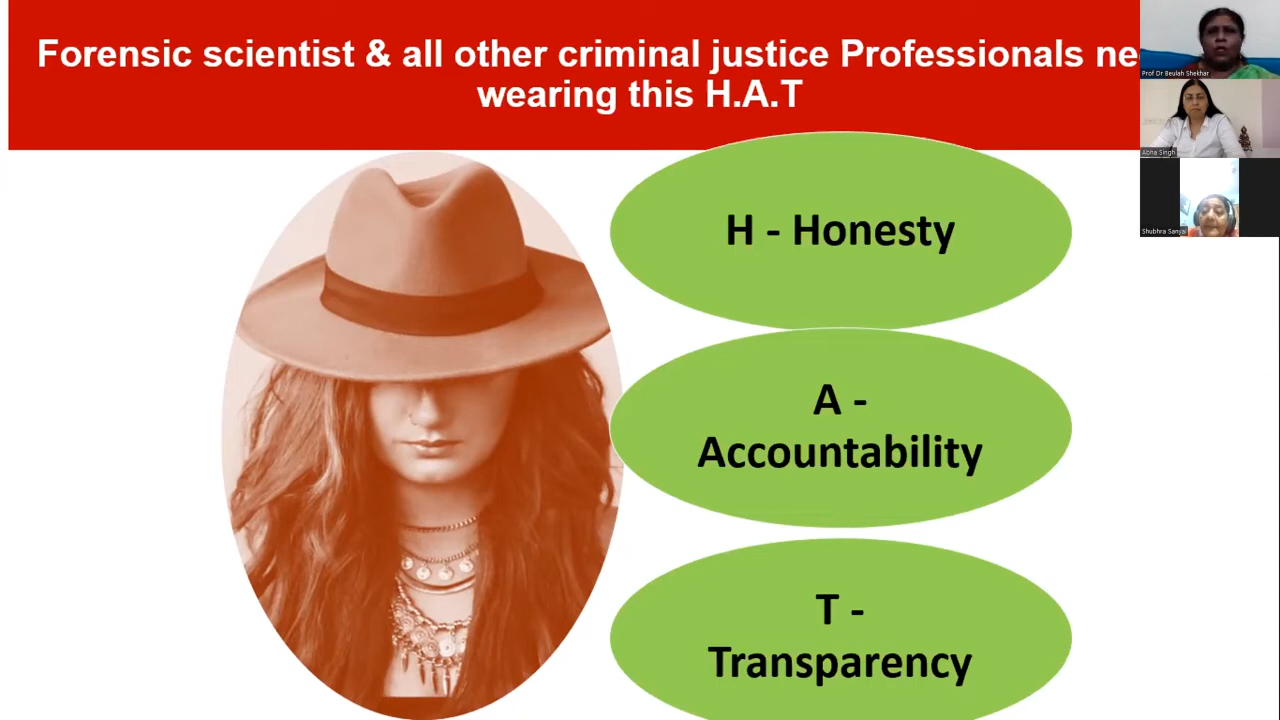 Forensic scientist & all other criminal justice Professionals ne
wearing this H.A.T
H - Honesty
A -
Accountability
T -
Transparency
Prof Dr Beulah Shekhar
Abha Singh
Shubhra Sanyal